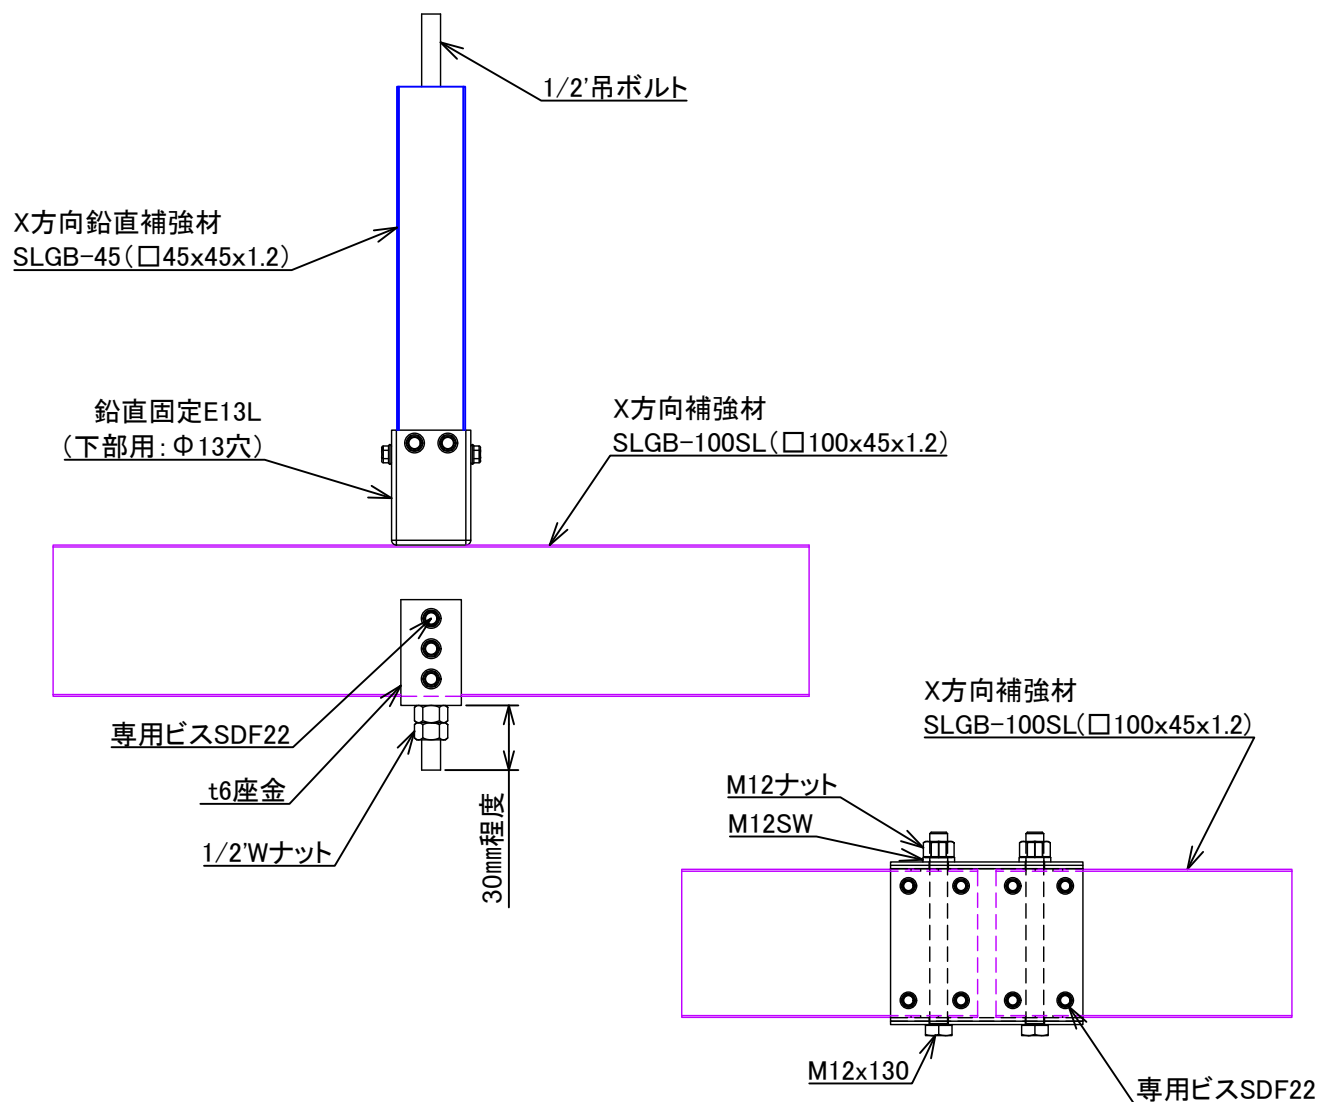 1/2'吊ボルト
X方向鉛直補強材
SLGB-45(□45x45x1.2)
鉛直固定E13L
(下部用:Φ13穴)
X方向補強材
SLGB-100SL(□100x45x1.2)
専用ビスSDF22
t6座金
1/2'Wナット
30mm程度
X方向補強材
SLGB-100SL(□100x45x1.2)
M12ナット
M12SW
M12x130
専用ビスSDF22